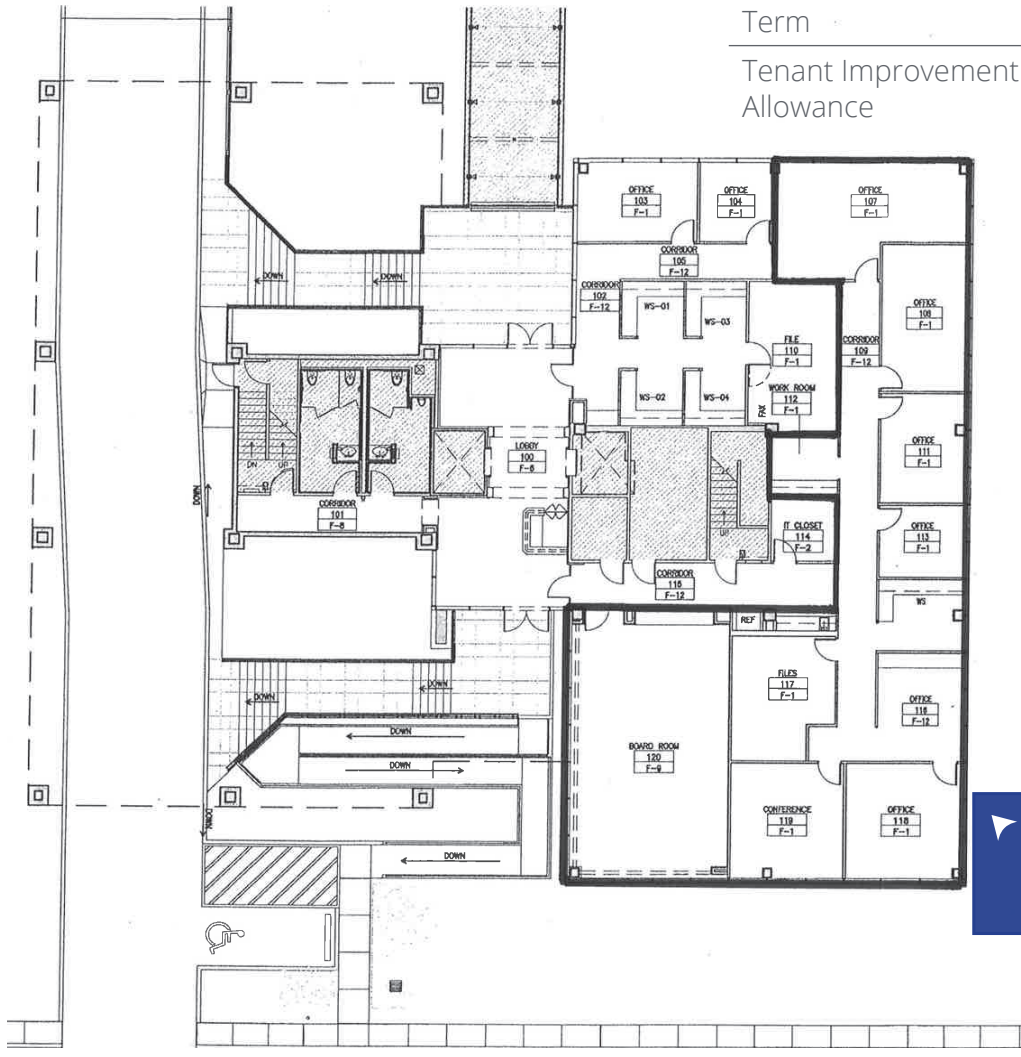 Term
Tenant Improvement
Allowance
OFFICE
103
F-1
OFFICE
104
F-1
OFFICE
107
F-1
CORRIDOR
105
F-12
DOWN
DOWN
CORRIDOR
102
F-12
WS-01
WS-03
OFFICE
108
F-1
FILE
110
F-1
CORRIDOR
109
F-12
WORK ROOM
112
F-1
WS-02
WS-04
FAX
LOBBY
100
F-6
OFFICE
111
F-1
DN
UP
DOWN
CORRIDOR
101
F-8
UP
IT CLOSET
114
F-2
OFFICE
113
F-1
CORRIDOR
115
F-12
WS
REF
FILES
117
F-1
DOWN
DOWN
OFFICE
116
F-12
DOWN
DOWN
BOARD ROOM
120
F-9
CONFERENCE
119
F-1
OFFICE
118
F-1
DOWN
DOWN